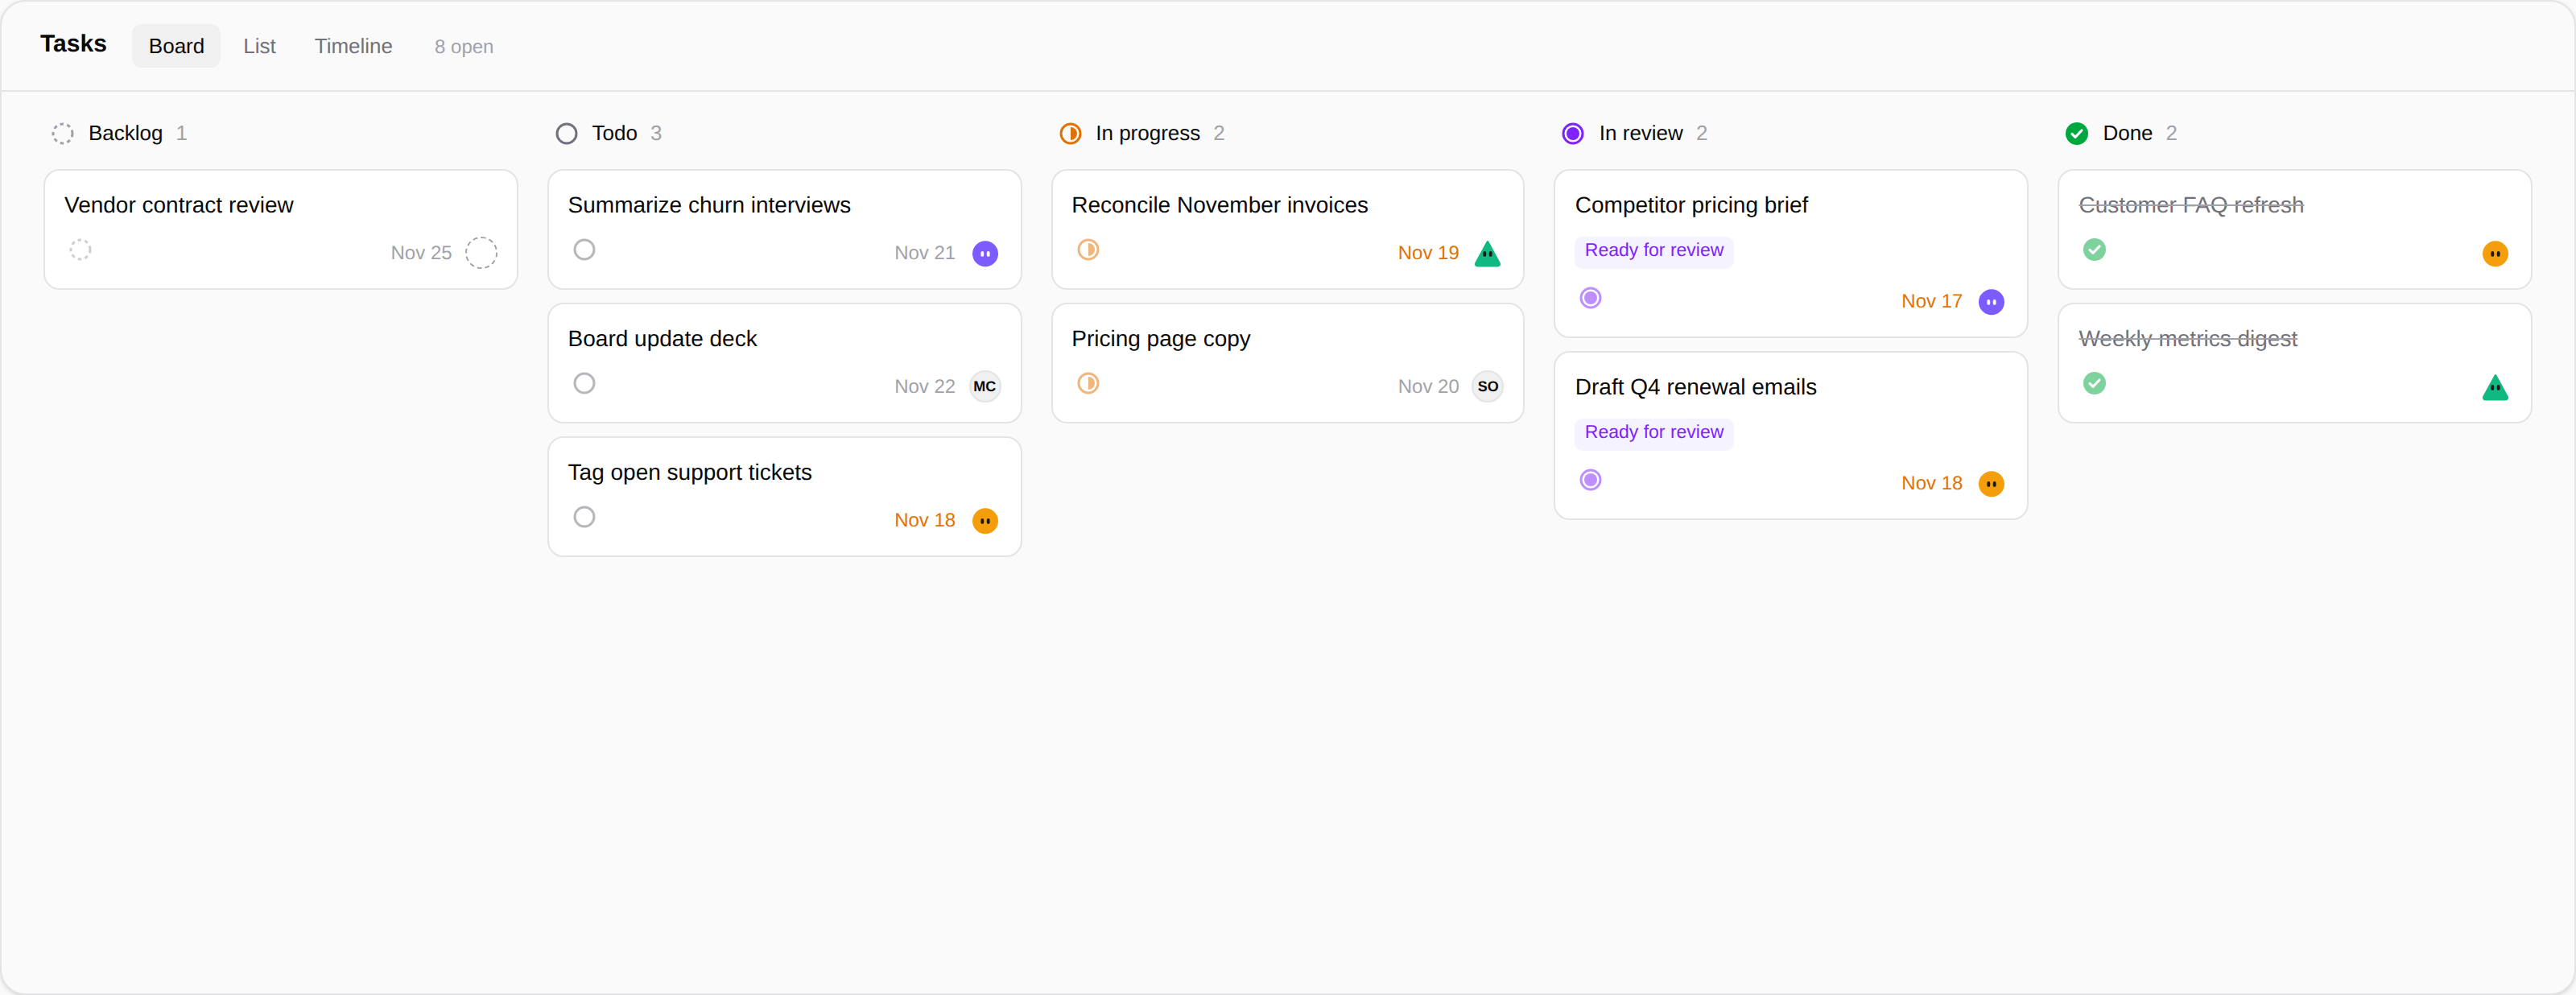 Tasks Board List Timeline 8 open
Backlog 1
Vendor contract review
Nov 25
Todo 3
Summarize churn interviews
Nov 21
Board update deck
Nov 22 MC
Tag open support tickets
Nov 18
In progress 2
Reconcile November invoices
Nov 19
Pricing page copy
Nov 20 SO
In review 2
Competitor pricing brief
Ready for review
Nov 17
Draft Q4 renewal emails
Ready for review
Nov 18
Done 2
Customer FAQ refresh
Weekly metrics digest